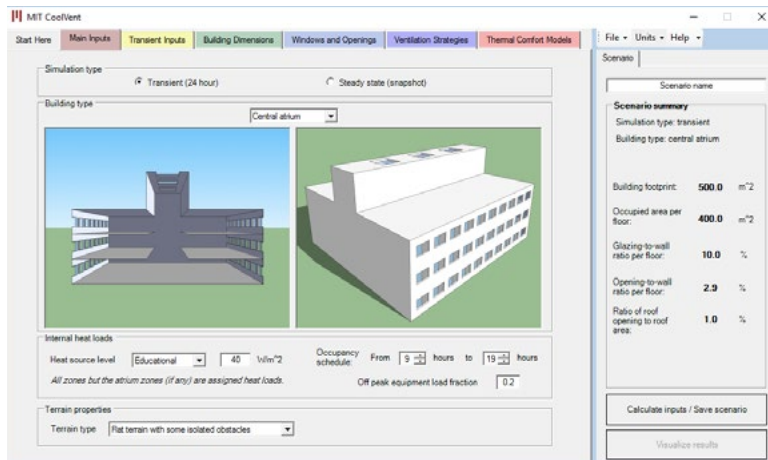 MIT CoolVent
Start Here Main Inputs Transient Inputs Building Dimensions Windows and Openings Ventilation Strategies Thermal Comfort Models
Simulation type
Transient (24 hour) Steady state (snapshot)
Building type
Central atrium
Internal heat loads
Heat source level Educational 40 W/m^2
Occupancy schedule: From 9 hours to 19 hours
All zones but the atrium zones (if any) are assigned heat loads.
Off peak equipment load fraction 0.2
Terrain properties
Terrain type Flat terrain with some isolated obstacles
File Units Help
Scenario
Scenario name
Scenario summary
Simulation type: transient
Building type: central atrium
Building footprint: 500.0 m^2
Occupied area per
floor: 400.0 m^2
Glazing-to-wall
ratio per floor: 10.0 %
Opening-to-wall
ratio per floor: 2.9 %
Ratio of roof
opening to roof
area: 1.0 %
Calculate inputs / Save scenario
Visualize results